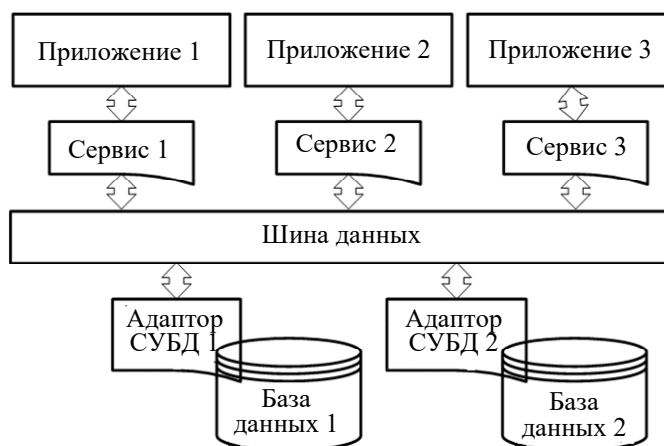 Приложение 1
Приложение 2
Приложение 3
Сервис 1
Сервис 2
Сервис 3
Шина данных
Адаптор
СУБД 1
Адаптор
СУБД 2
База
данных 1
База
данных 2